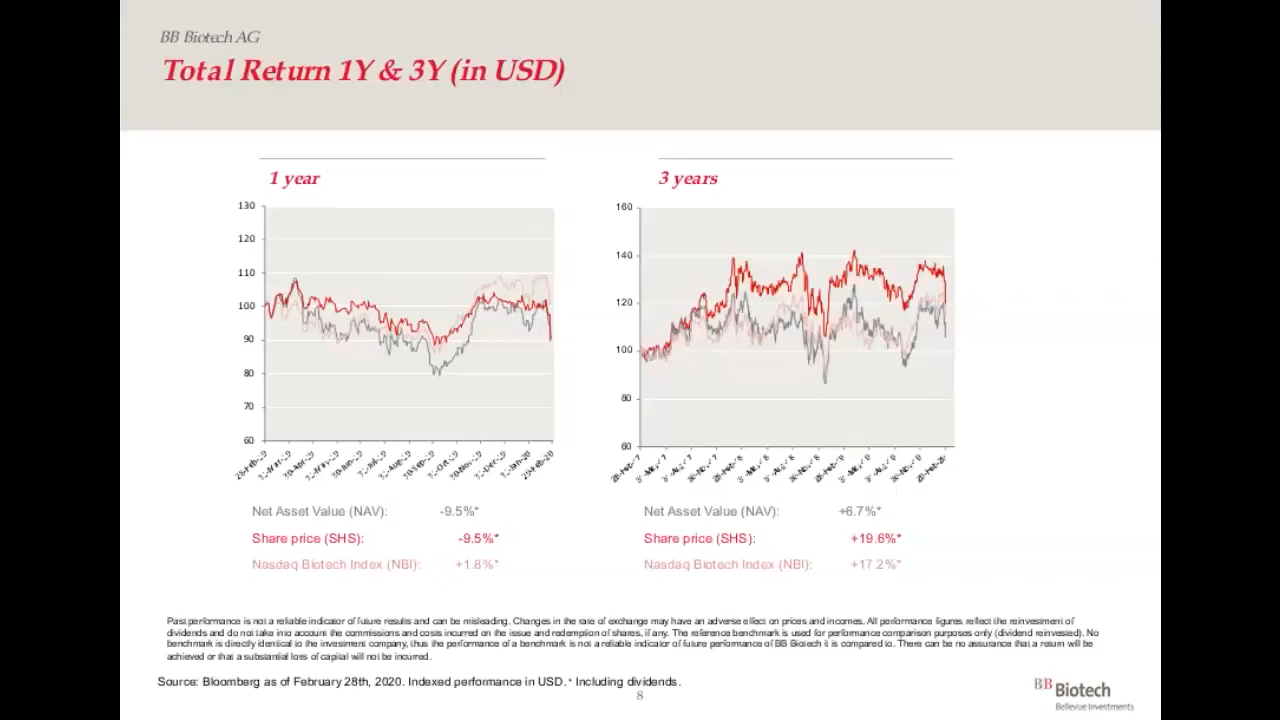 BB Biotech AG
Total Return 1Y & 3Y (in USD)
1 year
130
120
110
100
90
80
70
60
3 years
160
140
120
100
80
60
Net Asset Value (NAV): -9.5%*
Share price (SHS): -9.5%*
Nasdaq Biotech Index (NBI): +1.8%*
Net Asset Value (NAV): +6.7%*
Share price (SHS): +19.6%*
Nasdaq Biotech Index (NBI): +17.2%*
Past performance is not a reliable indicator of future results and can be misleading. Changes in the rate of exchange may have an adverse effect on prices and incomes. All performance figures reflect the reinvestment of
dividends and do not take into account the commissions and costs incurred on the issue and redemption of shares, if any. The reference benchmark is used for performance comparison purposes only (dividend reinvested). No
benchmark is directly identical to the investment company, thus the performance of a benchmark is not a reliable indicator of future performance of BB Biotech it is compared to. There can be no assurance that a return will be
achieved or that a substantial loss of capital will not be incurred.
Source: Bloomberg as of February 28th, 2020. Indexed performance in USD. * Including dividends.
8
BB Biotech
Bellevue Investments